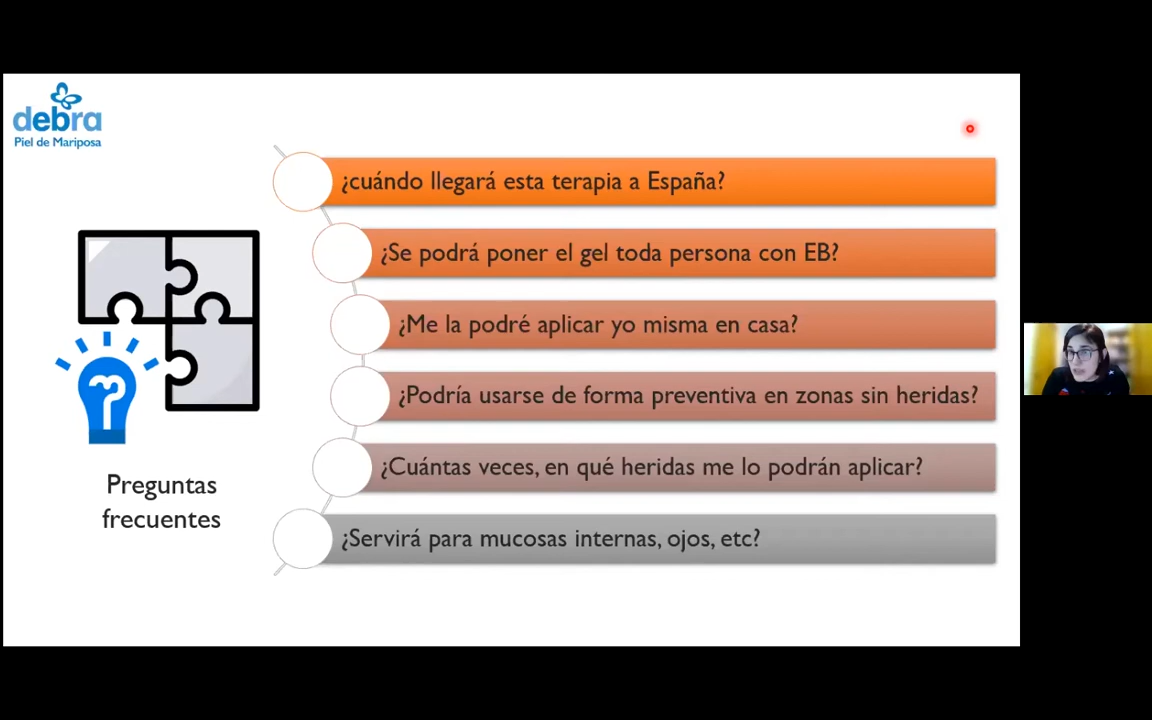 debra
Piel de Mariposa
¿cuándo llegará esta terapia a España?
¿Se podrá poner el gel toda persona con EB?
¿Me la podré aplicar yo misma en casa?
¿Podría usarse de forma preventiva en zonas sin heridas?
¿Cuántas veces, en qué heridas me lo podrán aplicar?
¿Servirá para mucosas internas, ojos, etc?
Preguntas
frecuentes